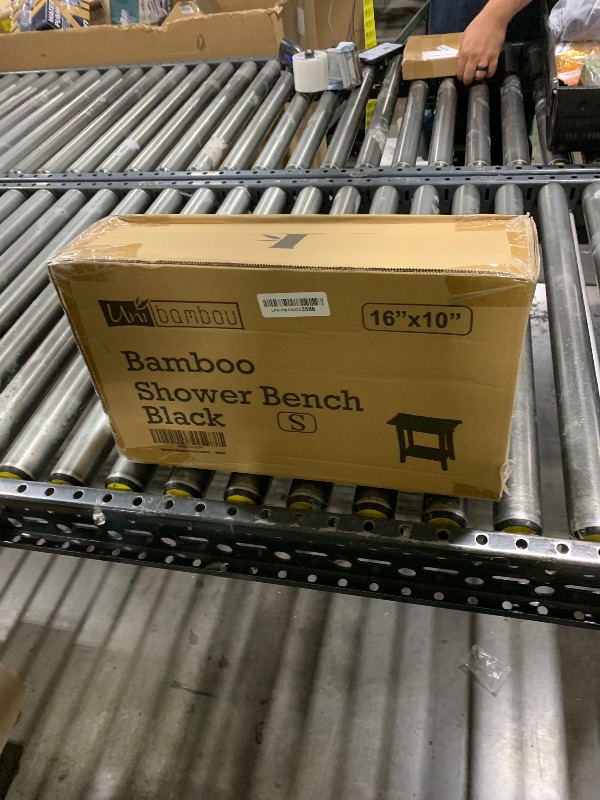 Uni bambou
16”x10”
Bamboo
Shower Bench
Black
S